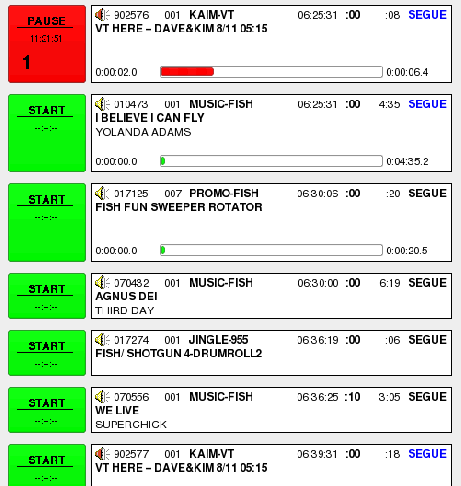 PAUSE
11:21:51
1
902576 001 KAIM-VT 06:25:31 :00 :08 SEGUE
VT HERE - DAVE&KIM 8/11 05:15
0:00:02.0 0:00:06.4
START
--:--:--
010473 001 MUSIC-FISH 06:25:31 :00 4:35 SEGUE
I BELIEVE I CAN FLY
YOLANDA ADAMS
0:00:00.0 0:04:35.2
START
--:--:--
017125 007 PROMO-FISH 06:30:06 :00 :20 SEGUE
FISH FUN SWEEPER ROTATOR
0:00:00.0 0:00:20.5
START
--:--:--
070432 001 MUSIC-FISH 06:30:00 :00 6:19 SEGUE
AGNUS DEI
THIRD DAY
START
--:--:--
017274 001 JINGLE-955 06:36:19 :00 :06 SEGUE
FISH/ SHOTGUN 4-DRUMROLL2
START
--:--:--
070556 001 MUSIC-FISH 06:36:25 :10 3:05 SEGUE
WE LIVE
SUPERCHICK
START
--:--:--
902577 001 KAIM-VT 06:39:31 :00 :18 SEGUE
VT HERE - DAVE&KIM 8/11 05:15